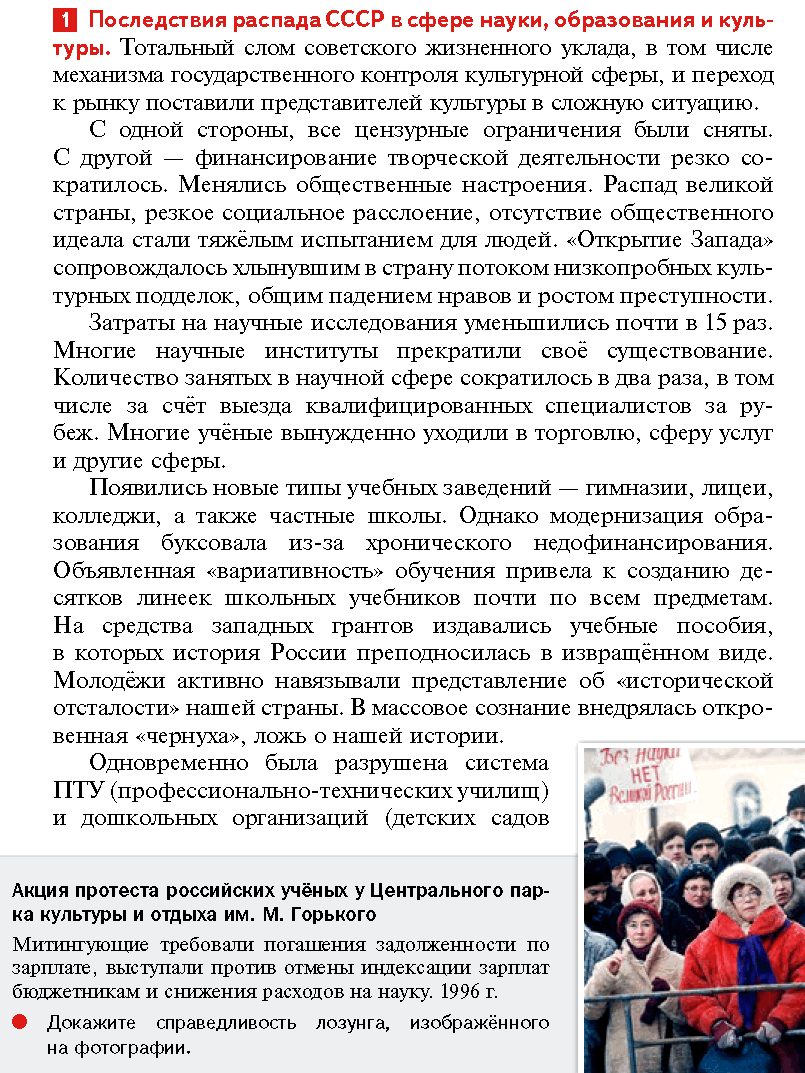 1 Последствия распада СССР в сфере науки, образования и куль-
туры. Тотальный слом советского жизненного уклада, в том числе
механизма государственного контроля культурной сферы, и переход
к рынку поставили представителей культуры в сложную ситуацию.
С одной стороны, все цензурные ограничения были сняты.
С другой — финансирование творческой деятельности резко со-
кратилось. Менялись общественные настроения. Распад великой
страны, резкое социальное расслоение, отсутствие общественного
идеала стали тяжёлым испытанием для людей. «Открытие Запада»
сопровождалось хлынувшим в страну потоком низкопробных куль-
турных подделок, общим падением нравов и ростом преступности.
Затраты на научные исследования уменьшились почти в 15 раз.
Многие научные институты прекратили своё существование.
Количество занятых в научной сфере сократилось в два раза, в том
числе за счёт выезда квалифицированных специалистов за ру-
беж. Многие учёные вынужденно уходили в торговлю, сферу услуг
и другие сферы.
Появились новые типы учебных заведений — гимназии, лицеи,
колледжи, а также частные школы. Однако модернизация обра-
зования буксовала из-за хронического недофинансирования.
Объявленная «вариативность» обучения привела к созданию де-
сятков линеек школьных учебников почти по всем предметам.
На средства западных грантов издавались учебные пособия,
в которых история России преподносилась в извращённом виде.
Молодёжи активно навязывали представление об «исторической
отсталости» нашей страны. В массовое сознание внедрялась откро-
венная «чернуха», ложь о нашей истории.
Одновременно была разрушена система
ПТУ (профессионально-технических училищ)
и дошкольных организаций (детских садов
Без Науки
НЕТ
Великой России.
Акция протеста российских учёных у Центрального пар-
ка культуры и отдыха им. М. Горького
Митингующие требовали погашения задолженности по
зарплате, выступали против отмены индексации зарплат
бюджетникам и снижения расходов на науку. 1996 г.
Докажите справедливость лозунга, изображённого
на фотографии.